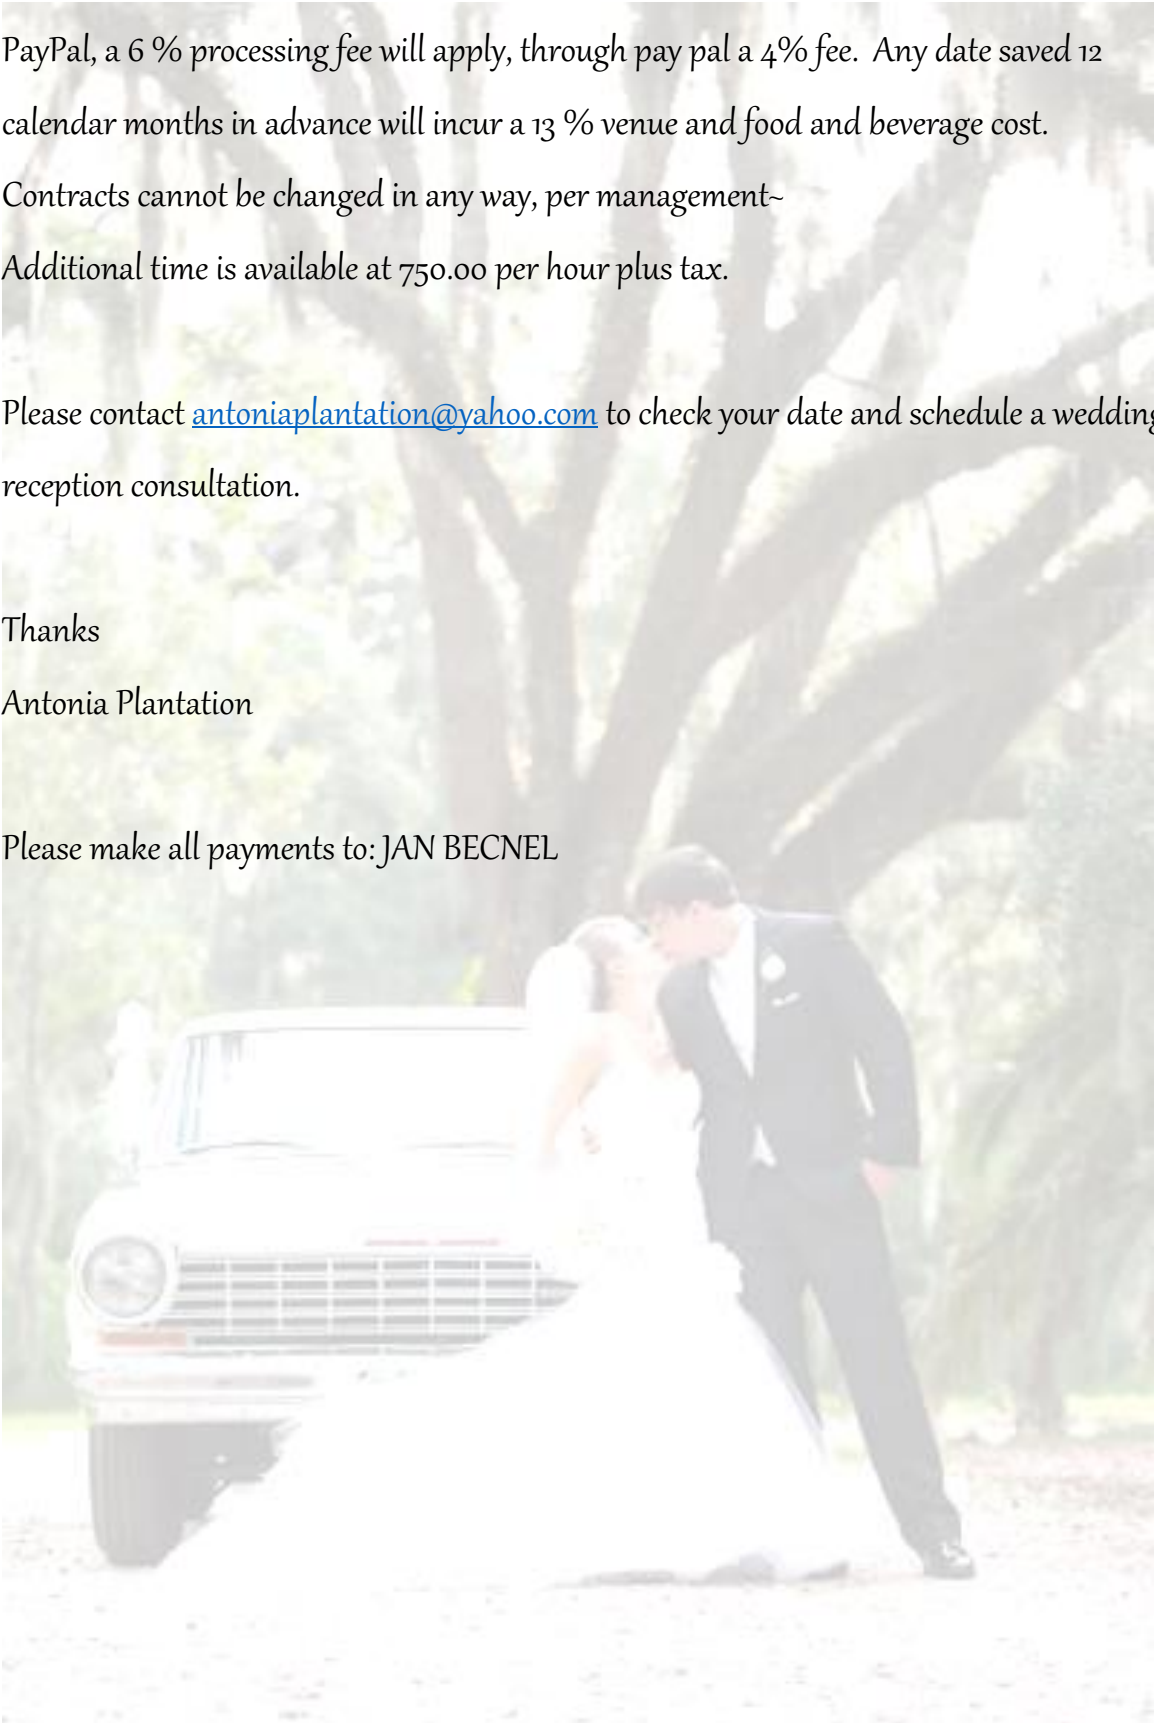 PayPal, a 6 % processing fee will apply, through pay pal a 4% fee.  Any date saved 12
calendar months in advance will incur a 13 % venue and food and beverage cost.
Contracts cannot be changed in any way, per management~
Additional time is available at 750.00 per hour plus tax.
Please contact antoniaplantation@yahoo.com to check your date and schedule a wedding
reception consultation.
Thanks
Antonia Plantation
Please make all payments to: JAN BECNEL